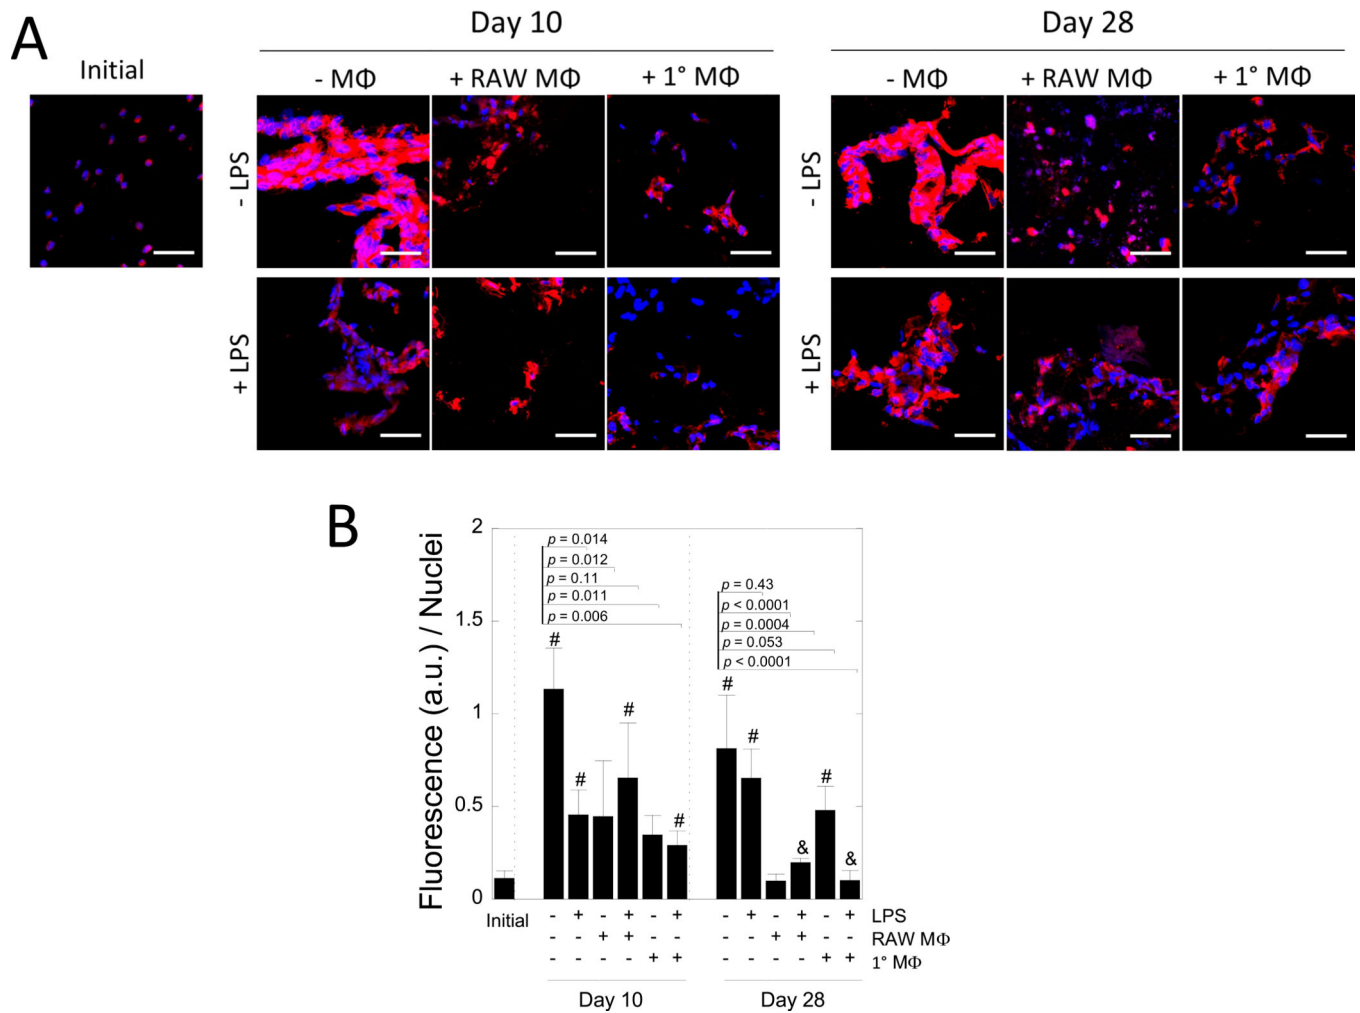 A
Day 10
Day 28
Initial
- MΦ
+ RAW MΦ
+ 1° MΦ
- MΦ
+ RAW MΦ
+ 1° MΦ
- LPS
- LPS
+ LPS
+ LPS
B
Fluorescence (a.u.) / Nuclei
2
1.5
1
0.5
0
p = 0.014
p = 0.012
p = 0.11
p = 0.011
p = 0.006
p = 0.43
p < 0.0001
p = 0.0004
p = 0.053
p < 0.0001
# # # #
# # & # &
Initial
- + - + - + - + - + - + LPS
- - + + - - - - + + - - RAW MΦ
- - - - + + - - - - + + 1° MΦ
Day 10
Day 28